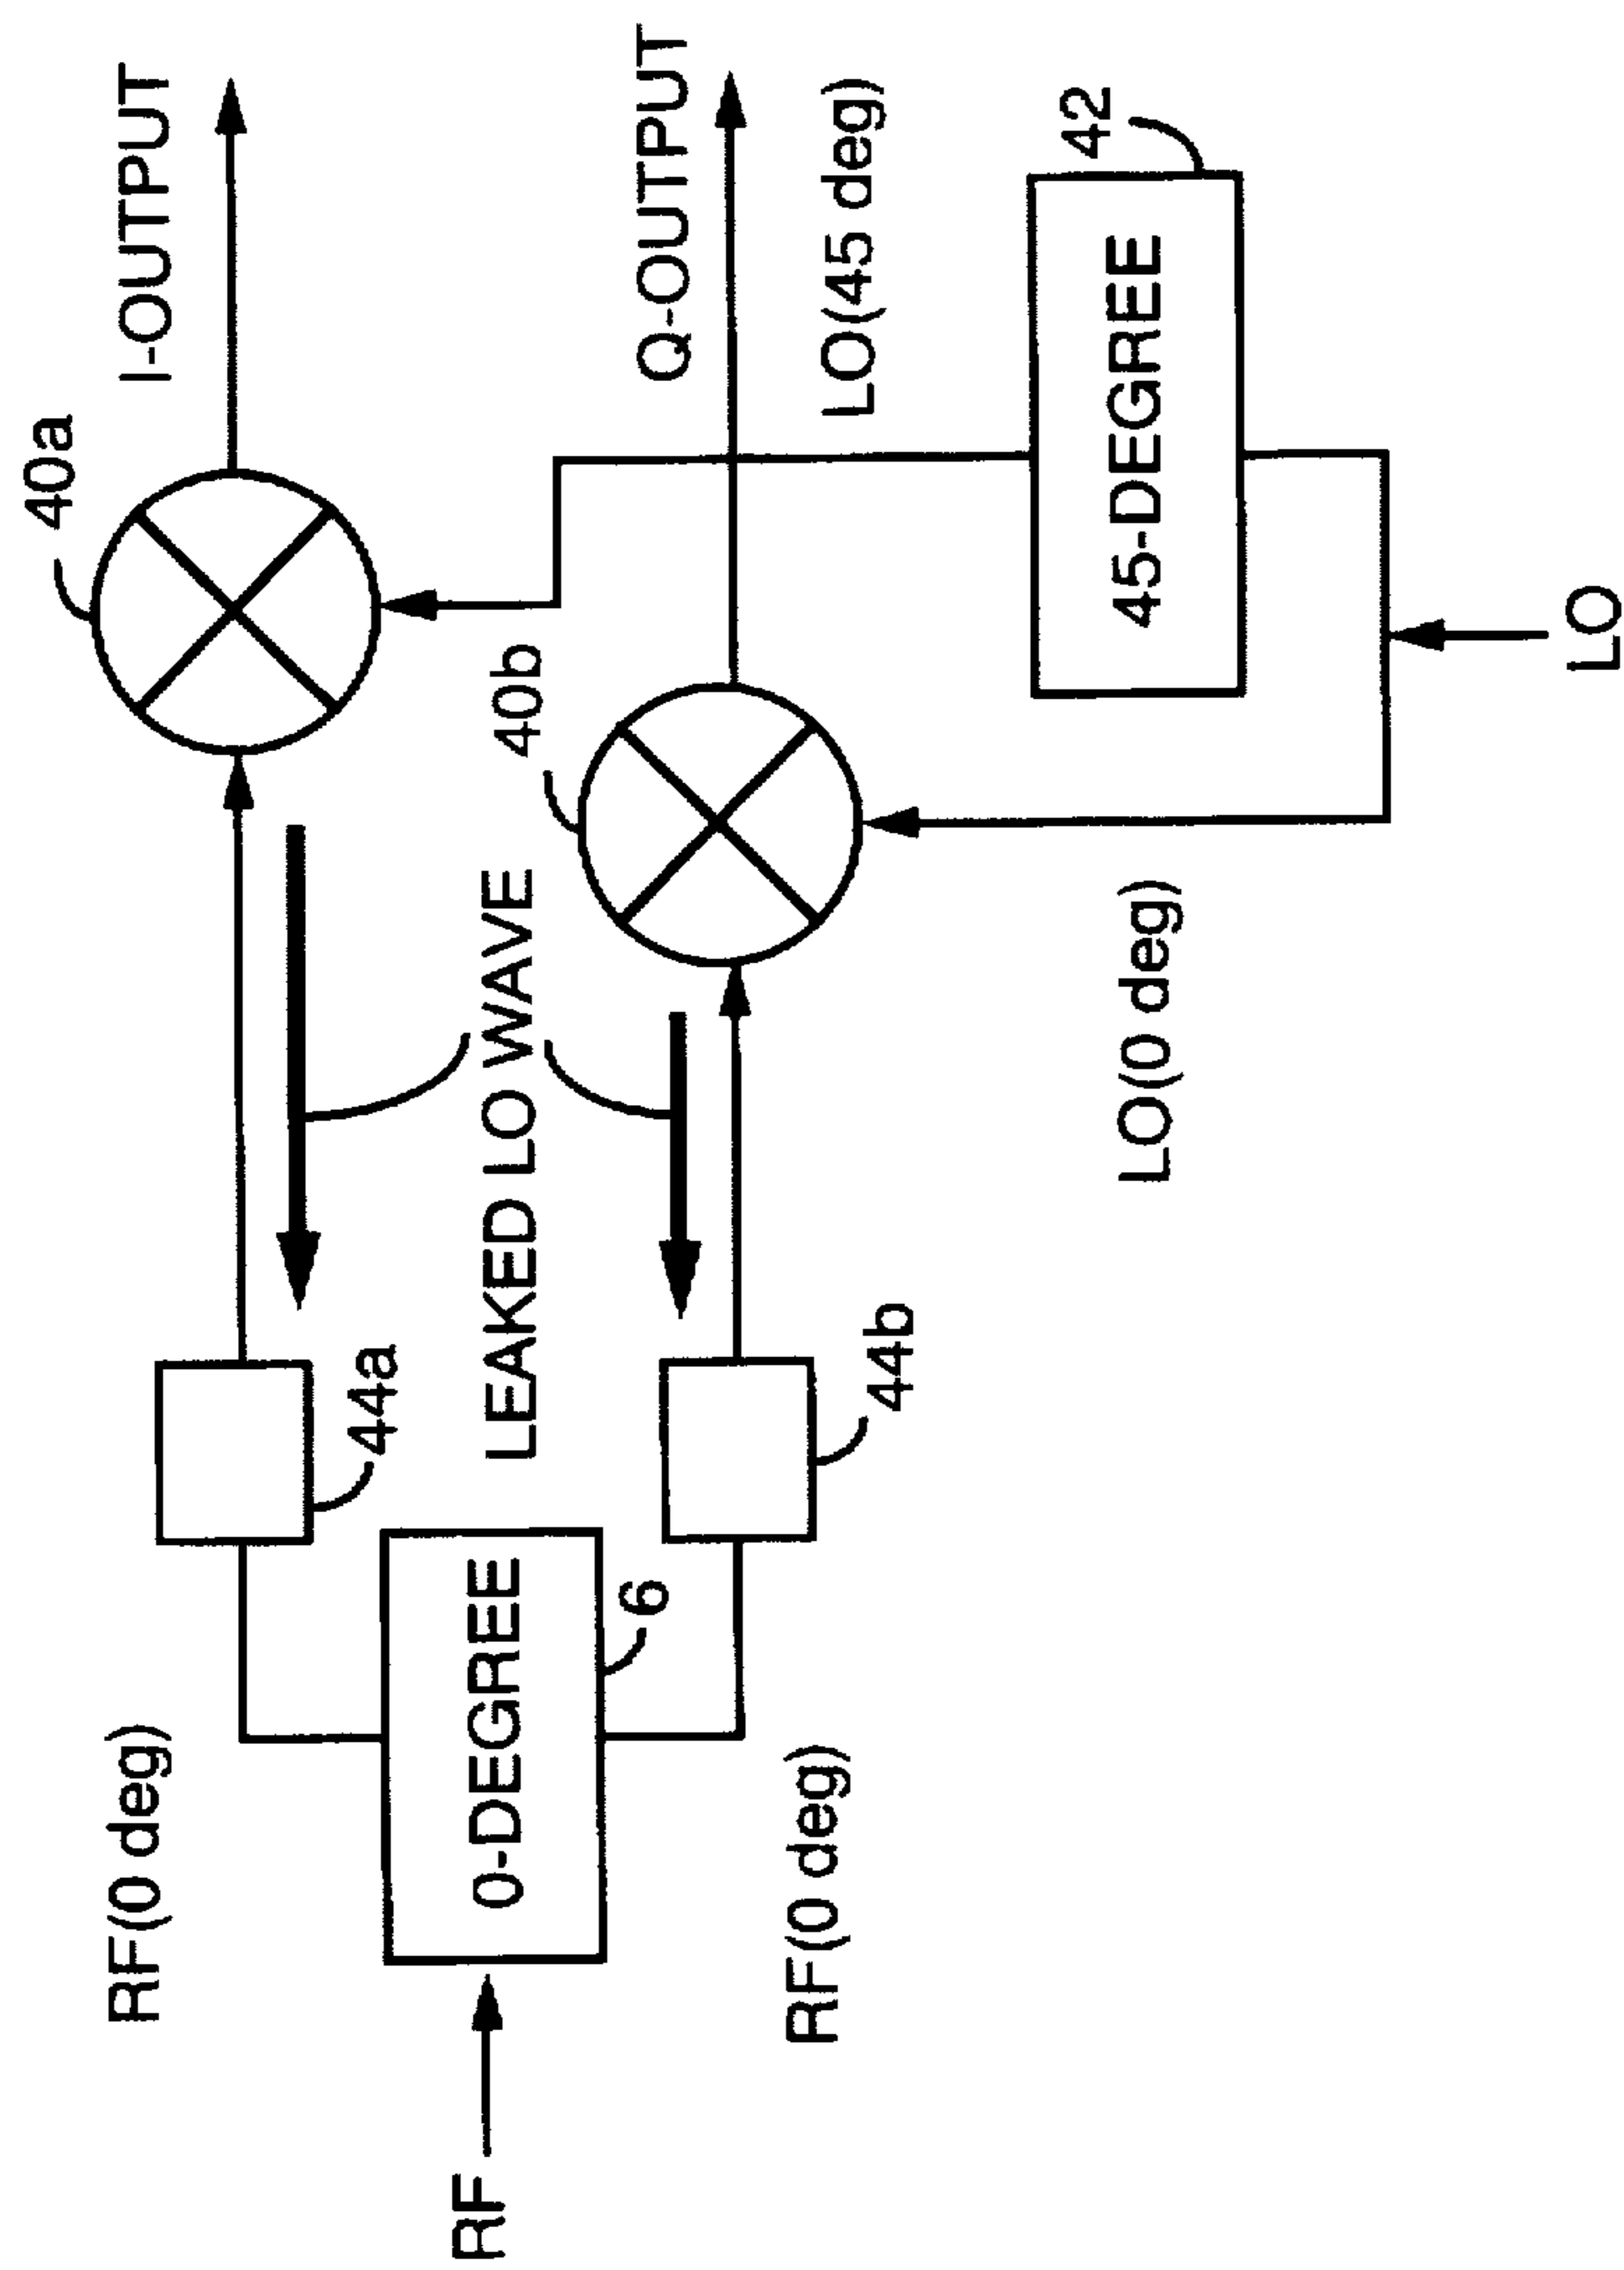 40a
I-OUTPUT
RF(0 deg)
44a
40b
Q-OUTPUT
LEAKED LO WAVE
RF
0-DEGREE
6
LO(45 deg)
44b
RF(0 deg)
42
45-DEGREE
LO(0 deg)
LO